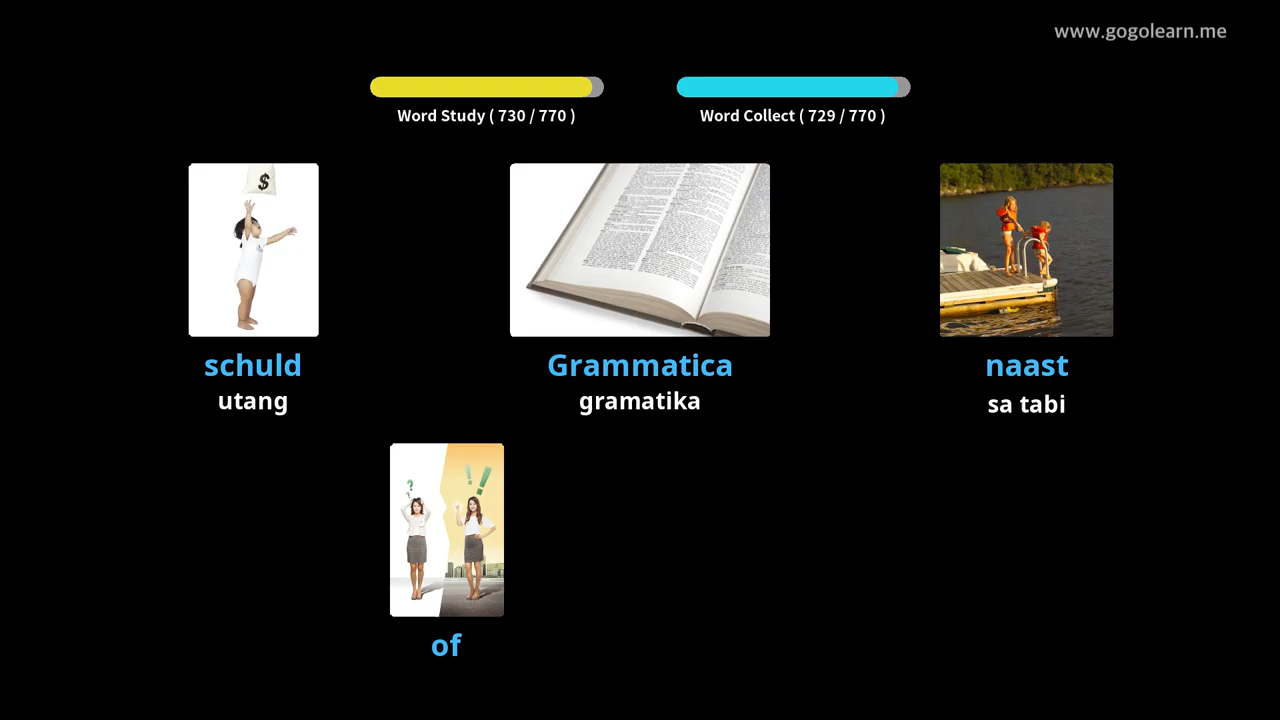 www.gogolearn.me
Word Study ( 730 / 770 )
Word Collect ( 729 / 770 )
$
schuld
utang
Grammatica
gramatika
naast
sa tabi
?
!!
of